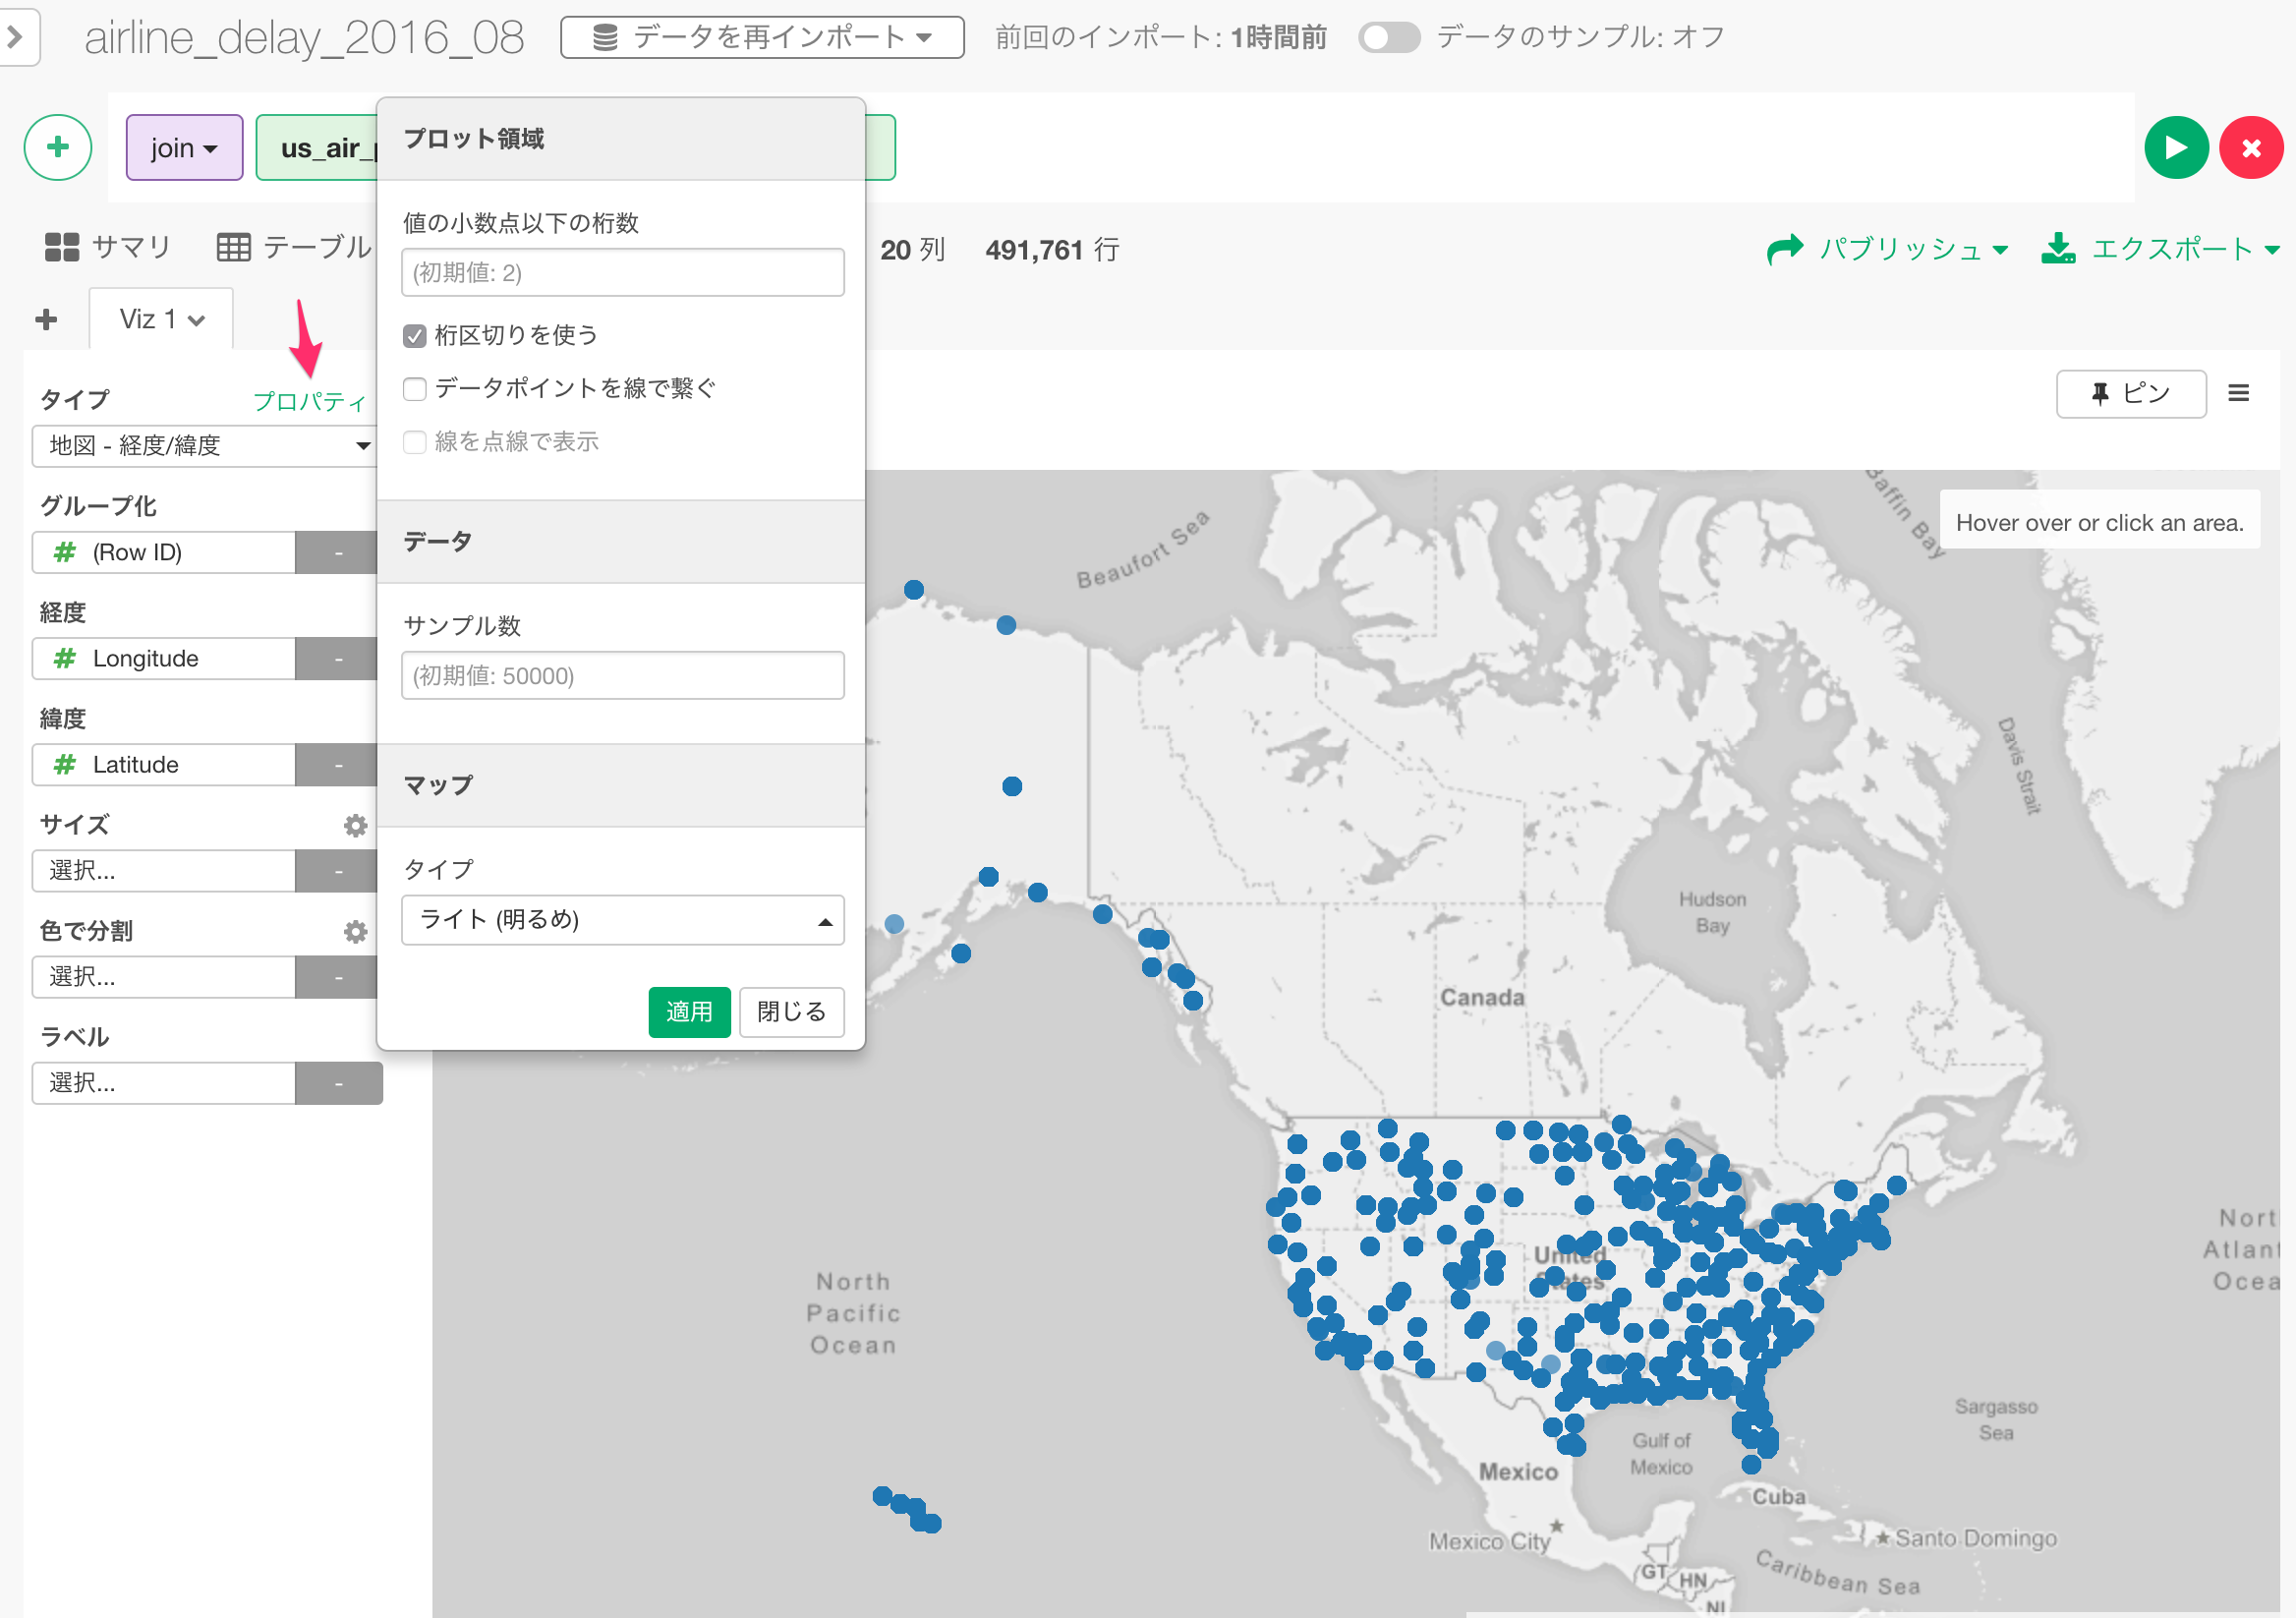 airline_delay_2016_08 データを再インポート 前回のインポート: 1時間前 データのサンプル: オフ
join us_air_
サマリ テーブル 20 列 491,761 行 パブリッシュ エクスポート
Viz 1
タイプ プロパティ
地図 - 経度/緯度
グループ化
(Row ID) -
経度
Longitude -
緯度
Latitude -
サイズ
選択... -
色で分割
選択... -
ラベル
選択... -
プロット領域
値の小数点以下の桁数
(初期値: 2)
桁区切りを使う
データポイントを線で繋ぐ
線を点線で表示
データ
サンプル数
(初期値: 50000)
マップ
タイプ
ライト (明るめ)
適用 閉じる
ピン
Hover over or click an area.
Beaufort Sea
Baffin Bay
Davis Strait
Hudson
Bay
Canada
United
States
North
Pacific
Ocean
Nort
Atlant
Ocea
Sargasso
Sea
Gulf of
Mexico
Mexico
Cuba
Mexico City
Santo Domingo
Caribbean Sea
GT
HN
NI